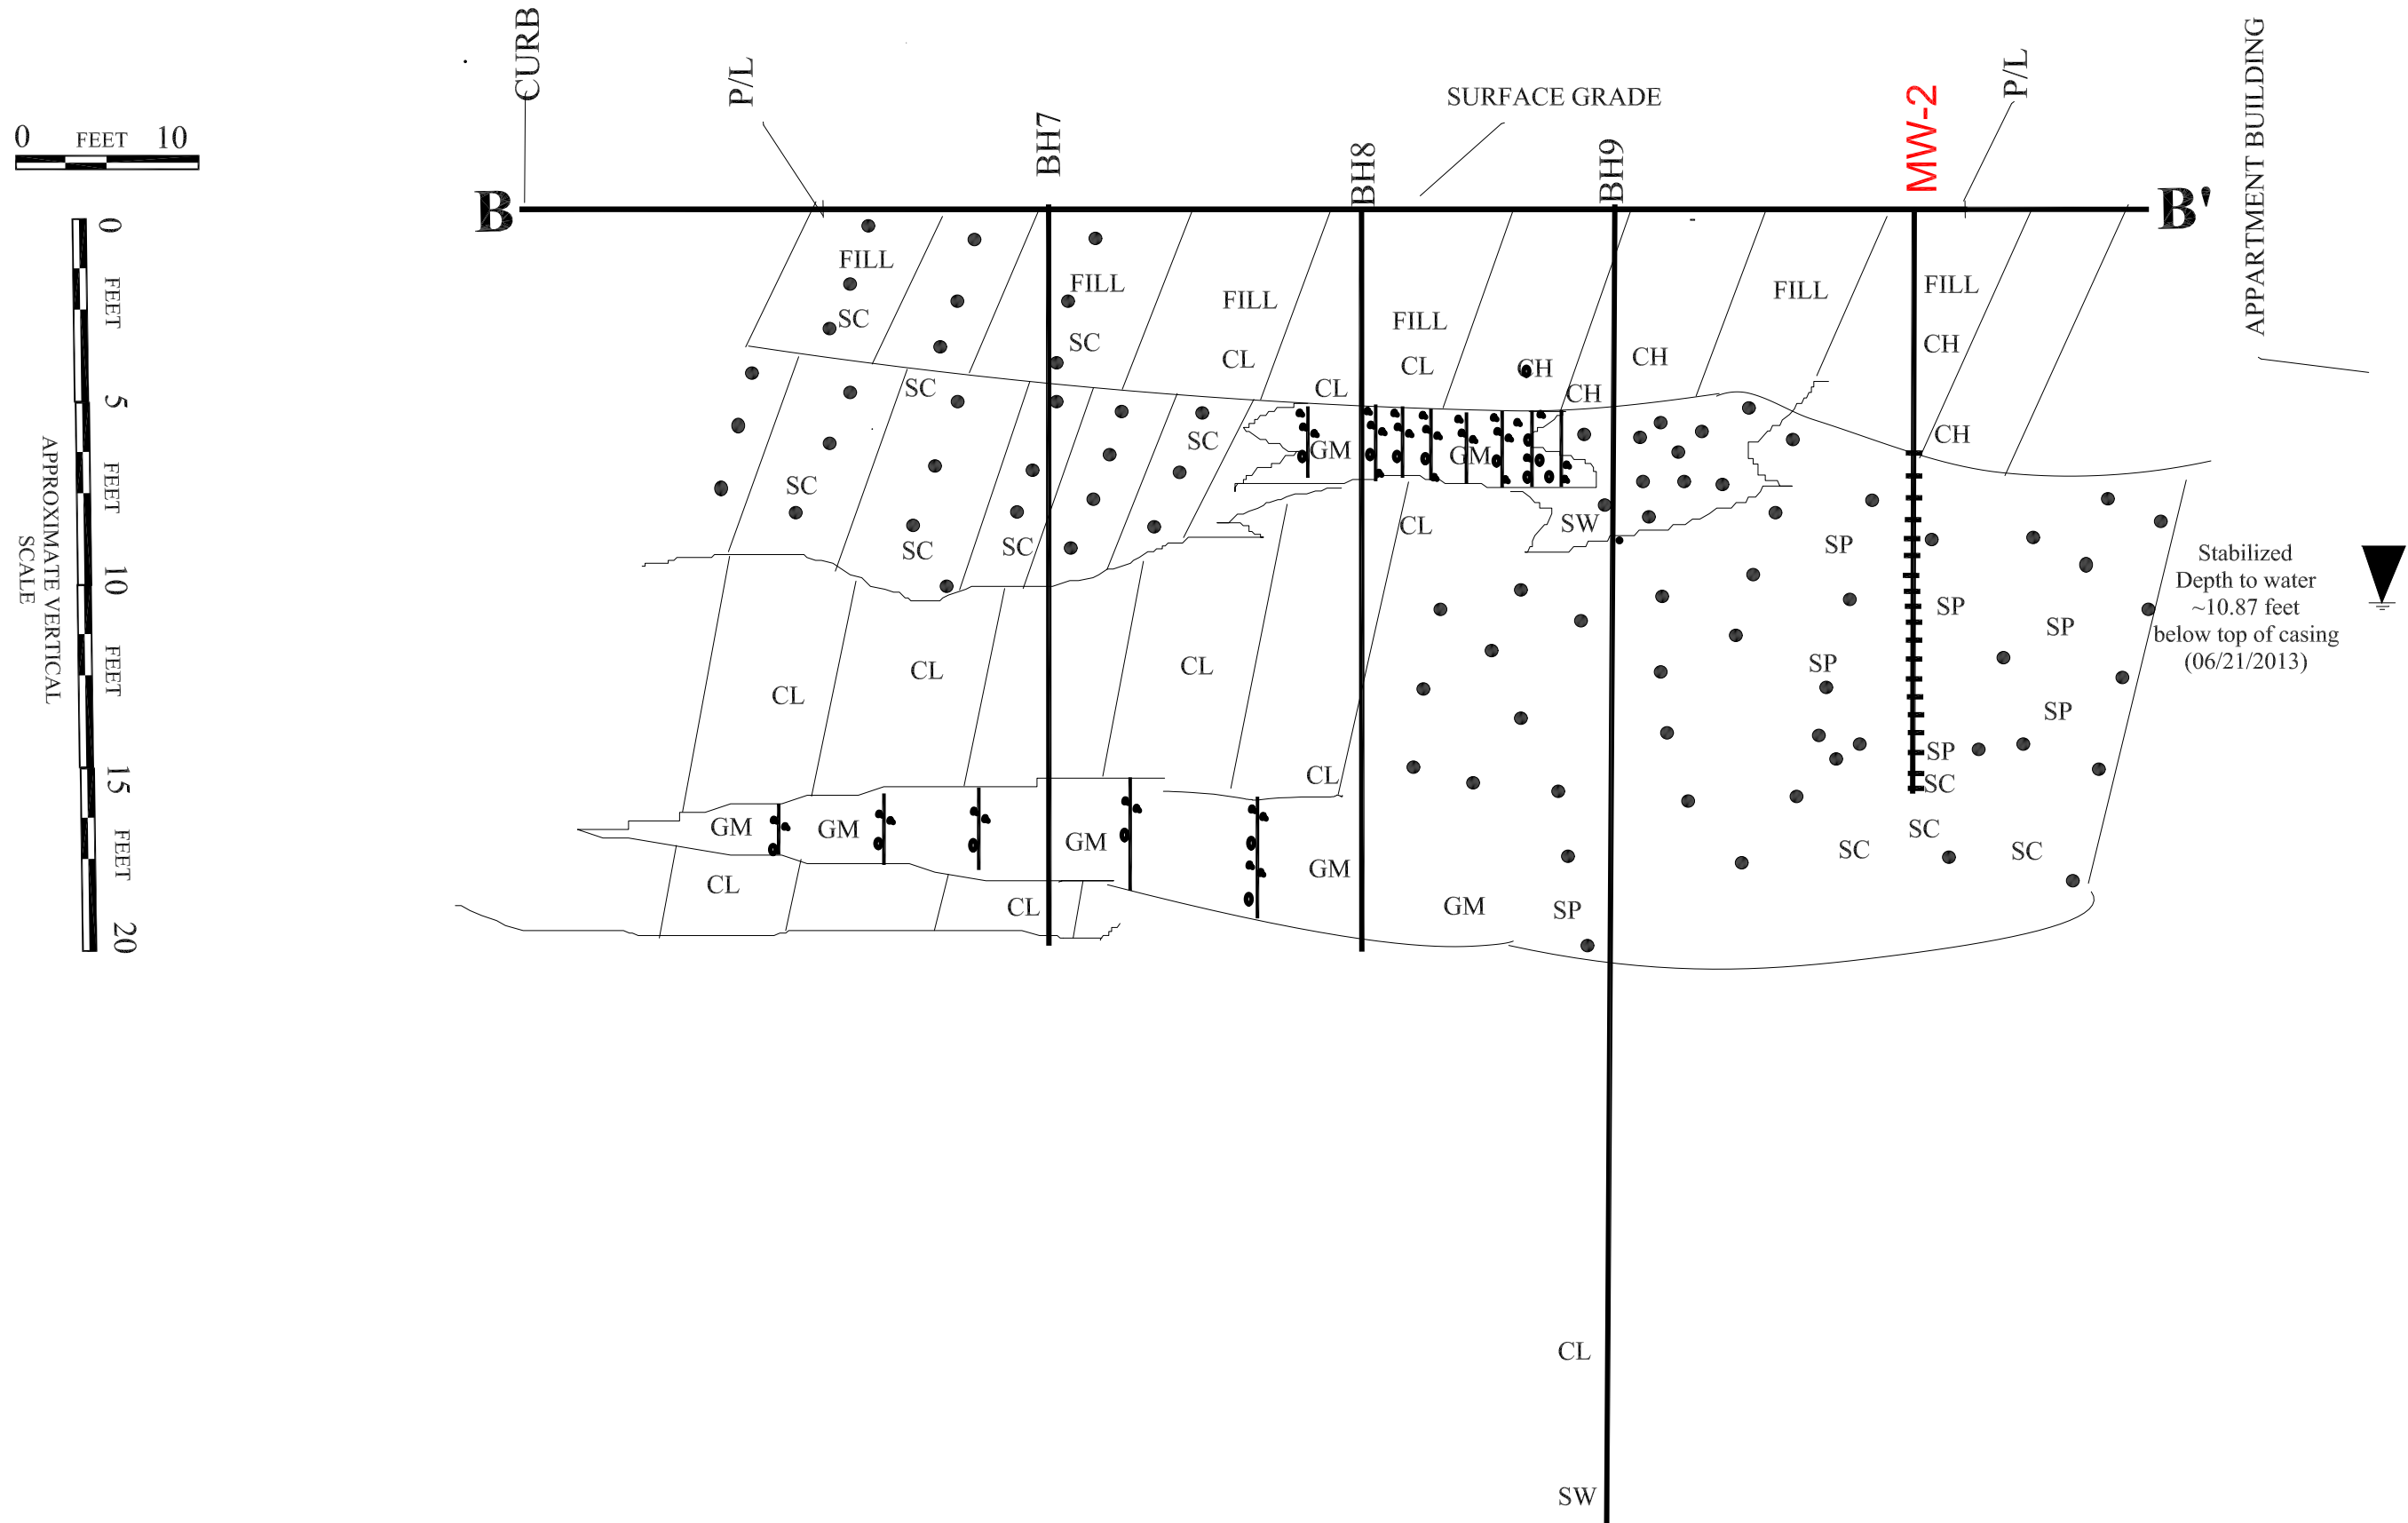 CURB
P/L
BH7
BH8
SURFACE GRADE
BH9
MW-2
P/L
APPARTMENT BUILDING
0 FEET 10
B
B'
0
FEET
5
FEET
10
FEET
15
FEET
20
APPROXIMATE VERTICAL
SCALE
FILL
SC
FILL
SC
FILL
CL
FILL
CL
CL
CH
CH
CH
FILL
FILL
CH
CH
SC
SC
SC
SC
SC
GM
GM
CL
SW
SP
SP
SP
SP
SP
SP
SC
SC
SC
SC
Stabilized
Depth to water
~10.87 feet
below top of casing
(06/21/2013)
CL
CL
CL
CL
GM
GM
GM
GM
GM
SP
CL
CL
CL
SW